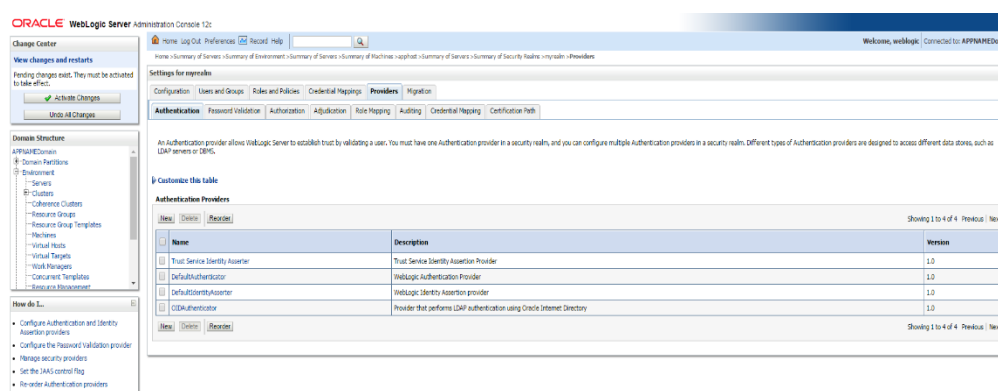 ORACLE WebLogic Server Administration Console 12c
Change Center
View changes and restarts
Pending changes exist. They must be activated
to take effect.
Activate Changes
Undo All Changes
Domain Structure
APPNAMEDomain
Domain Partitions
Environment
Servers
Clusters
Coherence Clusters
Resource Groups
Resource Group Templates
Machines
Virtual Hosts
Virtual Targets
Work Managers
Concurrent Templates
Resource Management
How do I...
Configure Authentication and Identity
Assertion providers
Configure the Password Validation provider
Manage security providers
Set the JAAS control flag
Re-order Authentication providers
Home Log Out Preferences Record Help
Welcome, weblogic Connected to: APPNAMEDo
Home >Summary of Servers >Summary of Environment >Summary of Servers >Summary of Machines >apphost >Summary of Servers >Summary of Security Realms >myrealm >Providers
Settings for myrealm
Configuration Users and Groups Roles and Policies Credential Mappings Providers Migration
Authentication Password Validation Authorization Adjudication Role Mapping Auditing Credential Mapping Certification Path
An Authentication provider allows WebLogic Server to establish trust by validating a user. You must have one Authentication provider in a security realm, and you can configure multiple Authentication providers in a security realm. Different types of Authentication providers are designed to access different data stores, such as
LDAP servers or DBMS.
Customize this table
Authentication Providers
New Delete Reorder
Showing 1 to 4 of 4 Previous Nex
Name Description Version
Trust Service Identity Asserter Trust Service Identity Assertion Provider 1.0
DefaultAuthenticator WebLogic Authentication Provider 1.0
DefaultIdentityAsserter WebLogic Identity Assertion provider 1.0
OIDAuthenticator Provider that performs LDAP authentication using Oracle Internet Directory 1.0
New Delete Reorder
Showing 1 to 4 of 4 Previous Nex